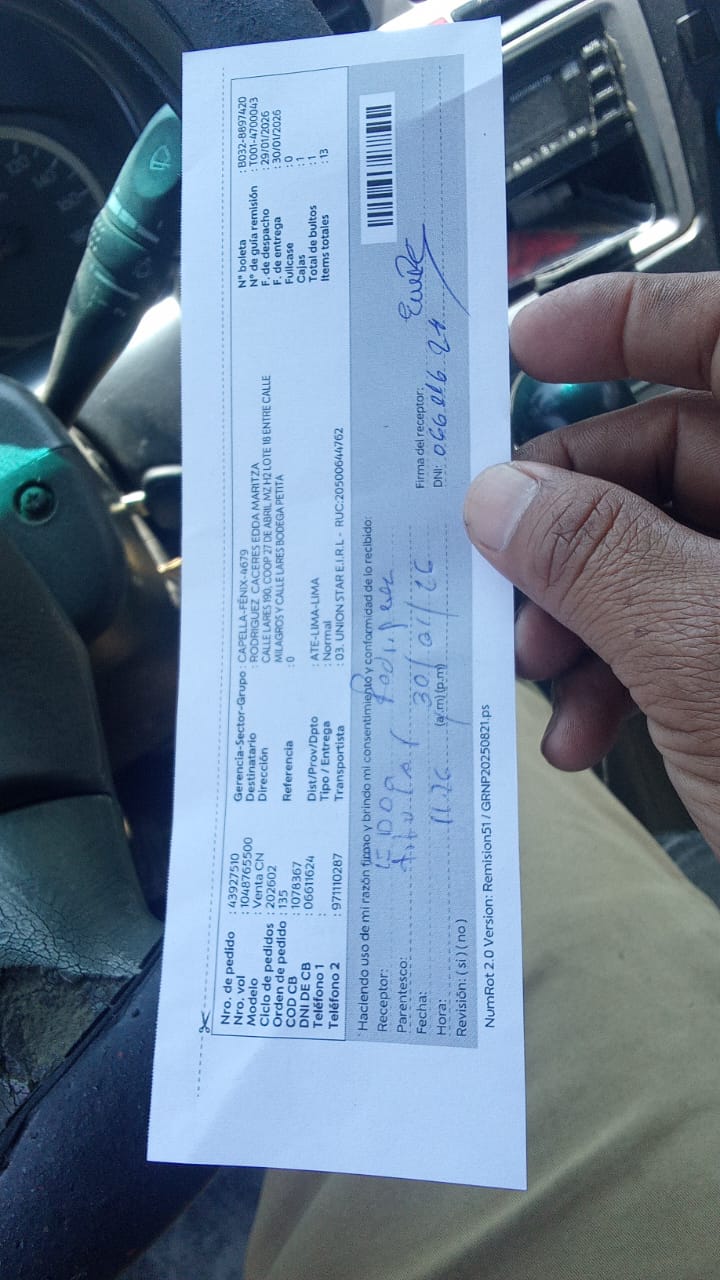 Nro. de pedido : 43927510
Nro. vol : 1048765500
Modelo : Venta CN
Ciclo de pedidos : 202602
Orden de pedido : 135
COD CB : 1078367
DNI DE CB : 06611624
Teléfono 1 :
Teléfono 2 : 971110287
Gerencia-Sector-Grupo : CAPELLA-FÉNIX-4679
Destinatario : RODRIGUEZ CACERES EDDA MARITZA
Dirección CALLE LARES 190, COOP 27 DE ABRIL MZ H2 LOTE 18 ENTRE CALLE
MILAGROS Y CALLE LARES BODEGA PETITA
Referencia : 0
Dist/Prov/Dpto : ATE-LIMA-LIMA
Tipo / Entrega : Normal
Transportista : 03. UNION STAR E.I.R.L - RUC:20500644762
N° boleta : B032-8897420
N° de guía remisión : T001-4700043
F. de despacho : 29/01/2026
F. de entrega : 30/01/2026
Fullcase : 0
Cajas : 1
Total de bultos : 1
Items totales : 13
* Haciendo uso de mi razón firmo y brindo mi consentimiento y conformidad de lo recibido:
Receptor: EDDA Rodriguez
Parentesco: titular
Fecha: 30/01/26
Hora: 11:26 (a.m) (p.m)
Revisión: ( si ) ( no )
Firma del receptor:
DNI: 066 116 24
NumRot 2.0 Version: Remision51 / GRNP20250821.ps